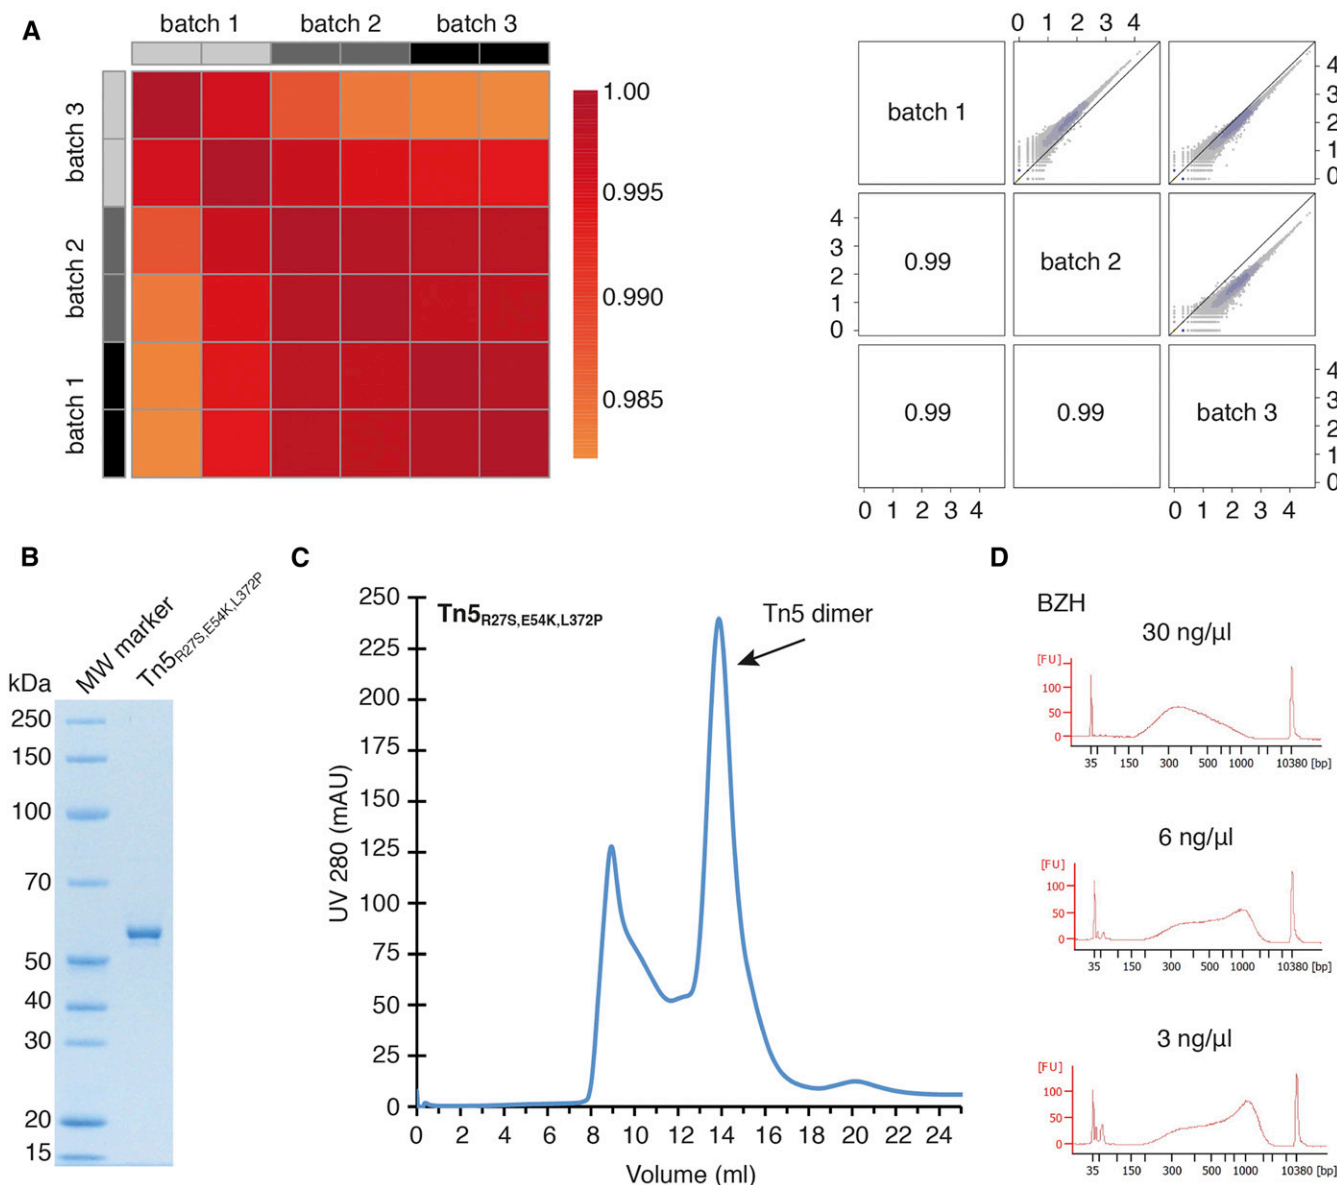 A
batch 1 batch 2 batch 3
batch 3
batch 2
batch 1
1.00
0.995
0.990
0.985
0 1 2 3 4
batch 1
4
3
2
1
0
4
3
2
1
0
0.99
batch 2
0.99
0.99
batch 3
4
3
2
1
0
0 1 2 3 4
0 1 2 3 4
B
MW marker
Tn5R27S,E54K,L372P
kDa
250
150
100
70
50
40
30
20
15
C
Tn5R27S,E54K,L372P
Tn5 dimer
UV 280 (mAU)
250
225
200
175
150
125
100
75
50
25
0
0 2 4 6 8 10 12 14 16 18 20 22 24
Volume (ml)
D
BZH
30 ng/µl
[FU]
100
50
0
35 150 300 500 1000 10380 [bp]
6 ng/µl
[FU]
100
50
0
35 150 300 500 1000 10380 [bp]
3 ng/µl
[FU]
100
50
0
35 150 300 500 1000 10380 [bp]